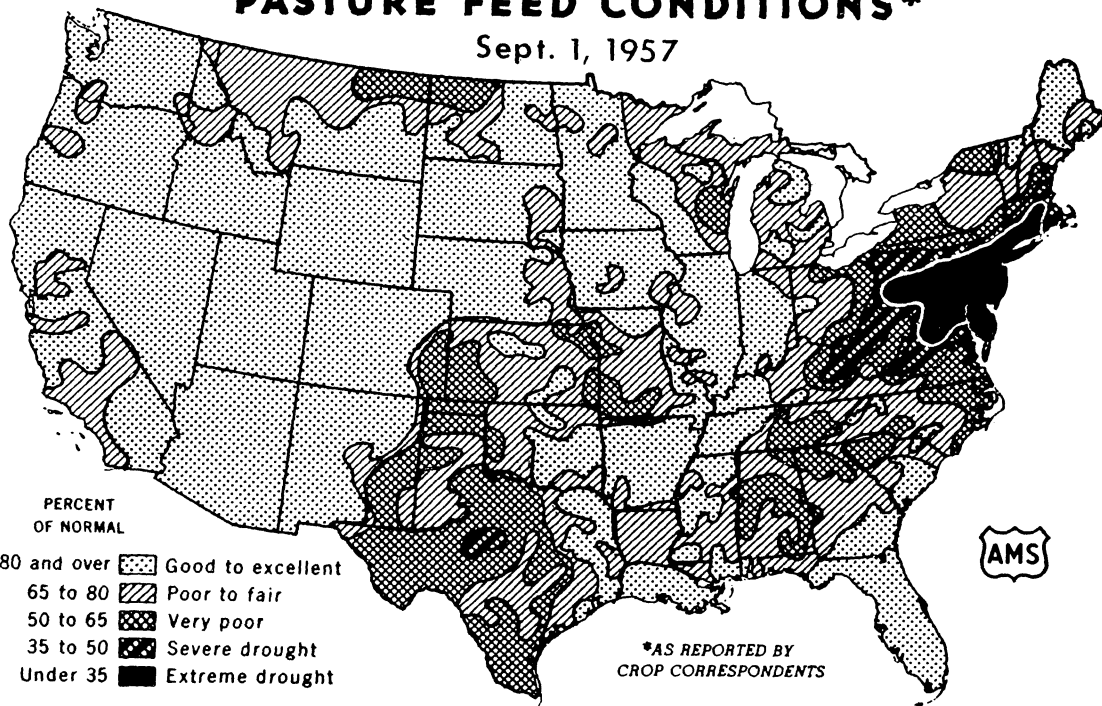 PASTURE FEED CONDITIONS*
Sept. 1, 1957
PERCENT
OF NORMAL
80 and over Good to excellent
65 to 80 Poor to fair
50 to 65 Very poor
35 to 50 Severe drought
Under 35 Extreme drought
AMS
*AS REPORTED BY
CROP CORRESPONDENTS